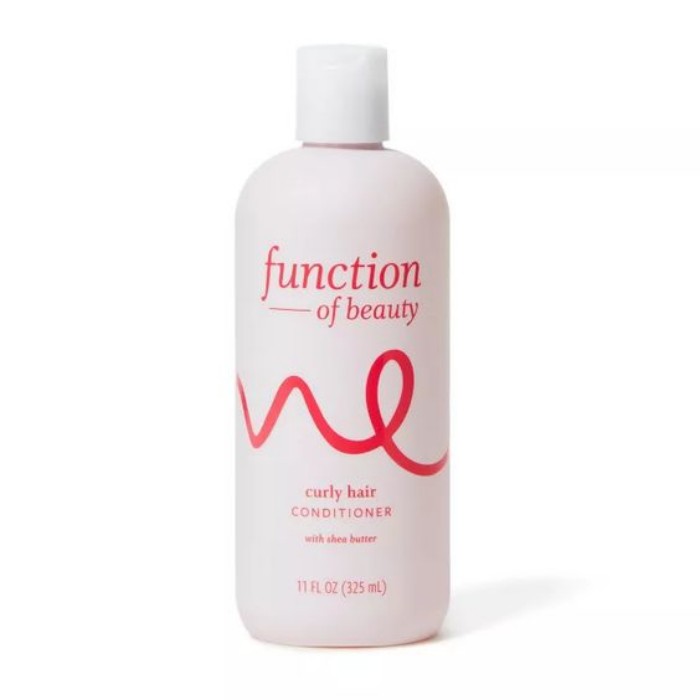 function
of beauty
curly hair
CONDITIONER
with shea butter
11 FL OZ (325 mL)